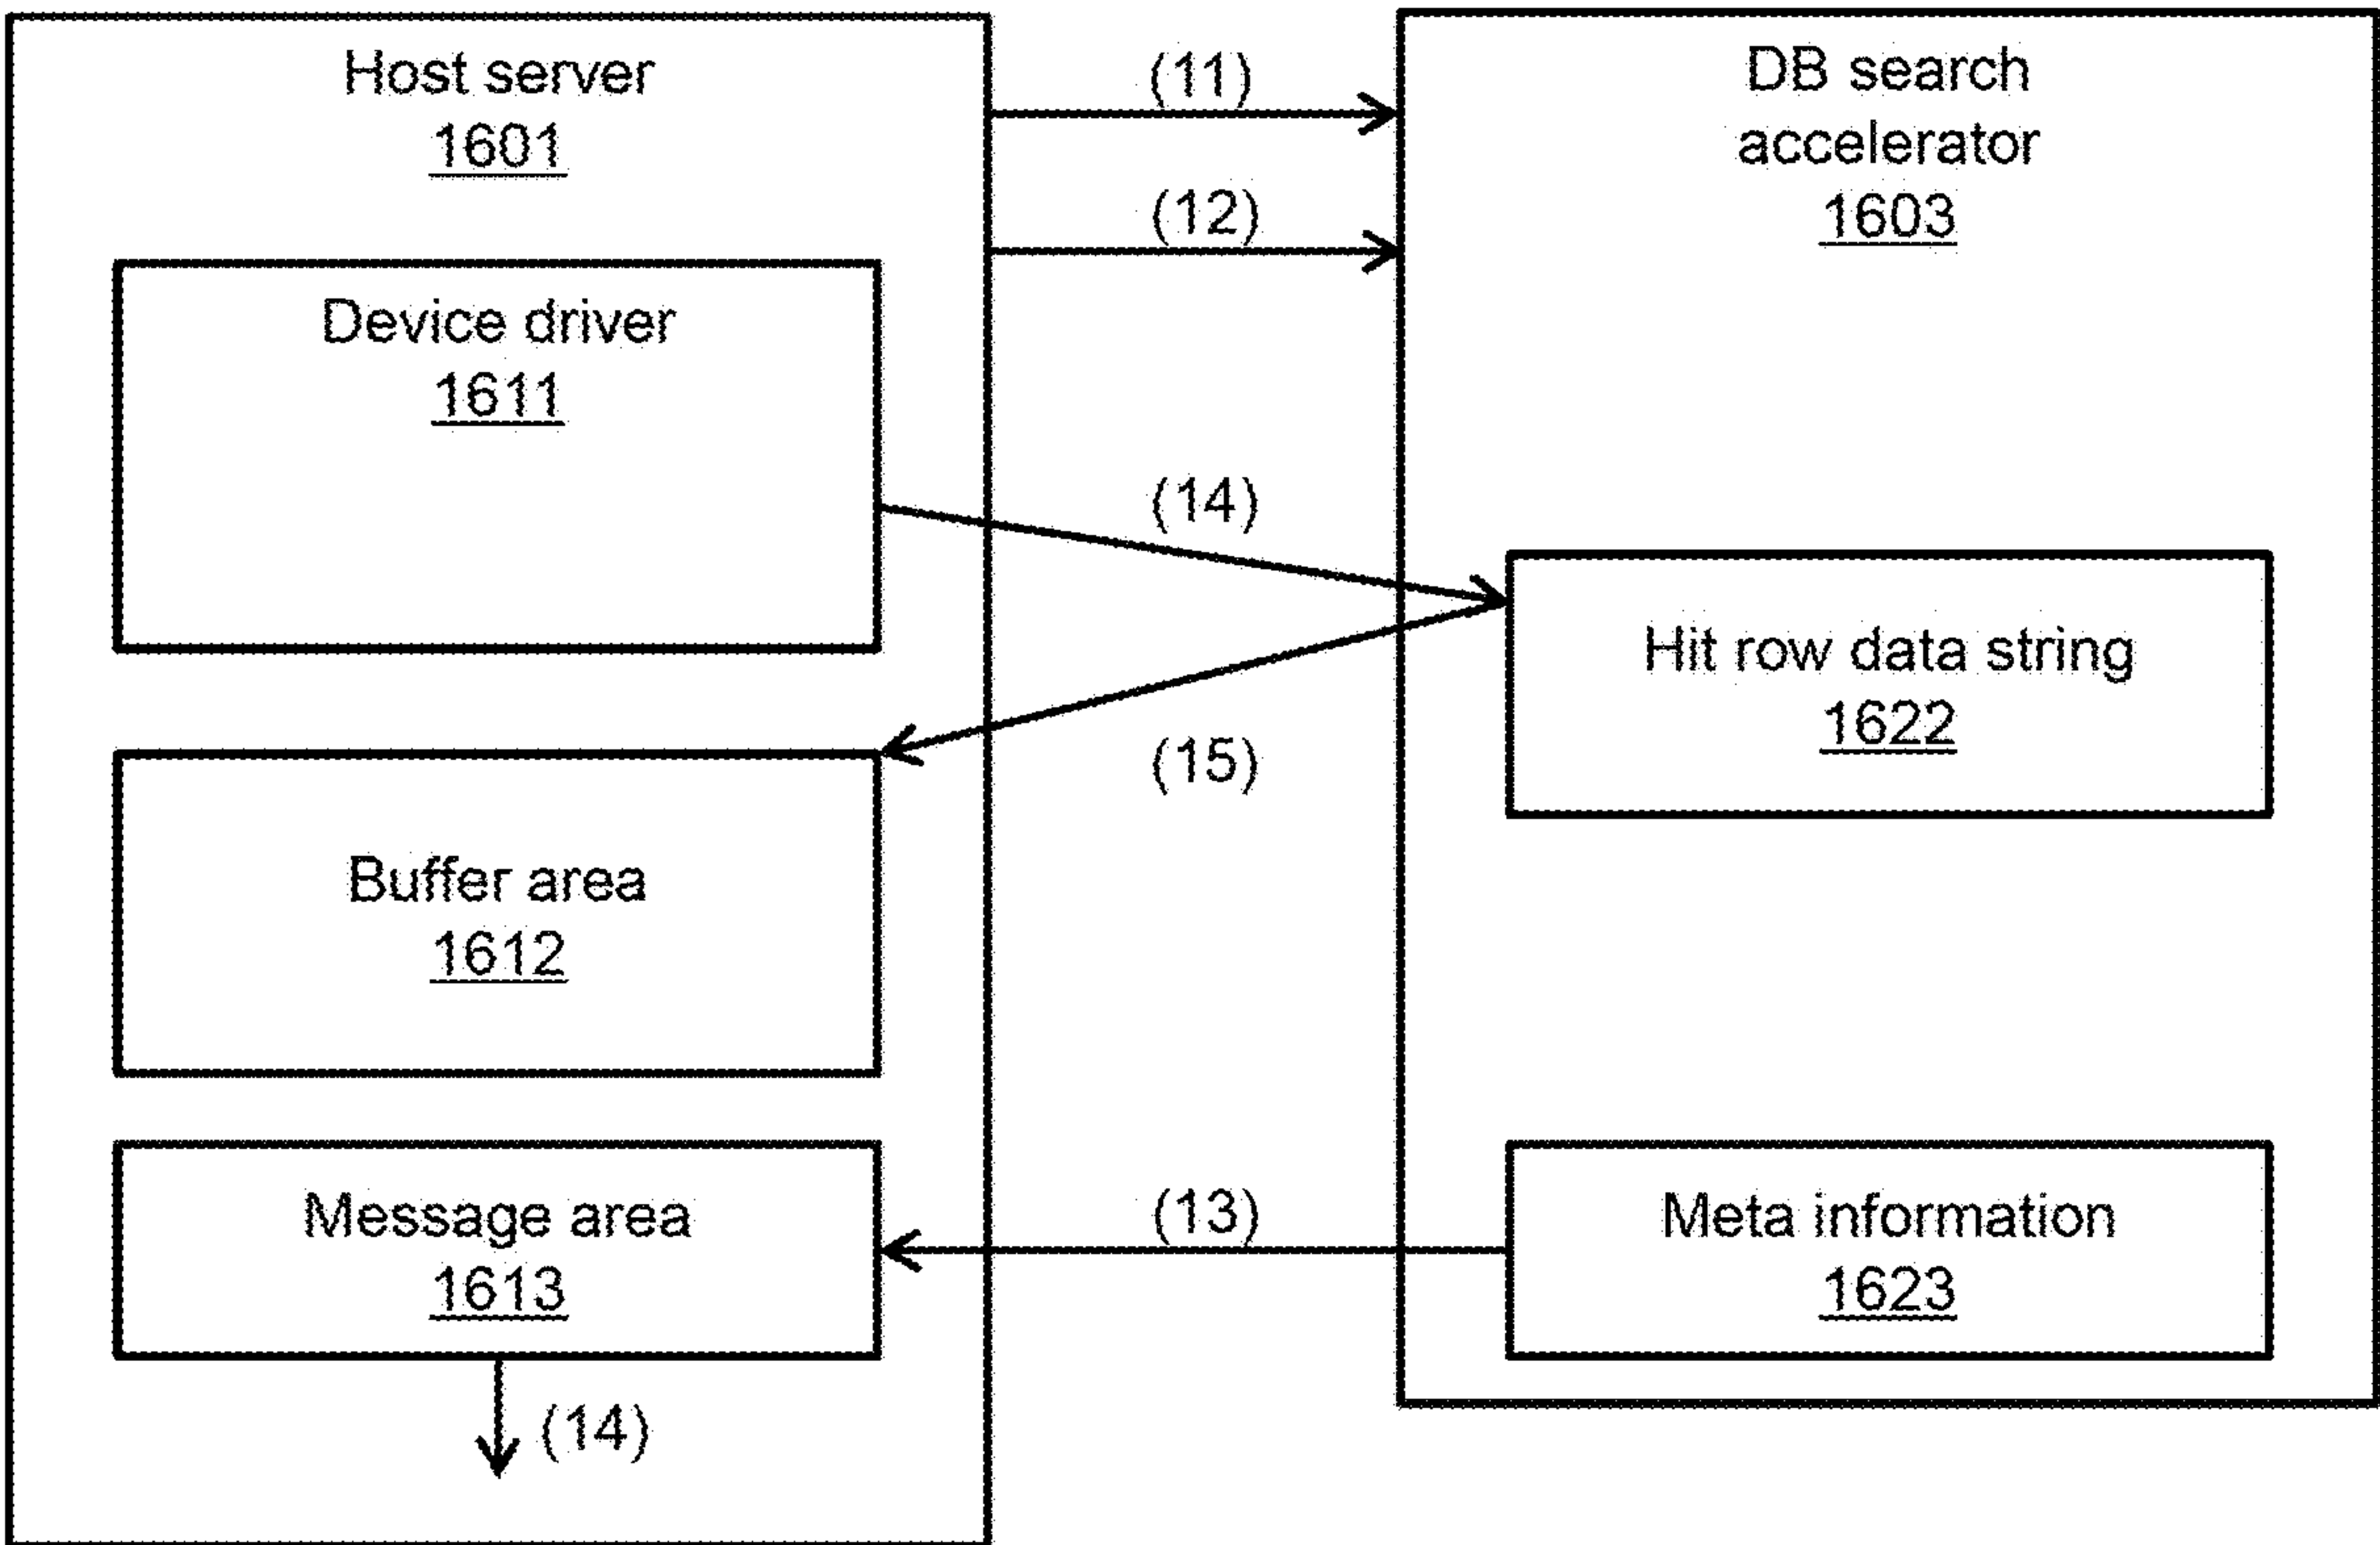 Host server
1601
(11)
(12)
DB search
accelerator
1603
Device driver
1611
(14)
Hit row data string
1622
(15)
Buffer area
1612
Message area
1613
(13)
Meta information
1623
(14)